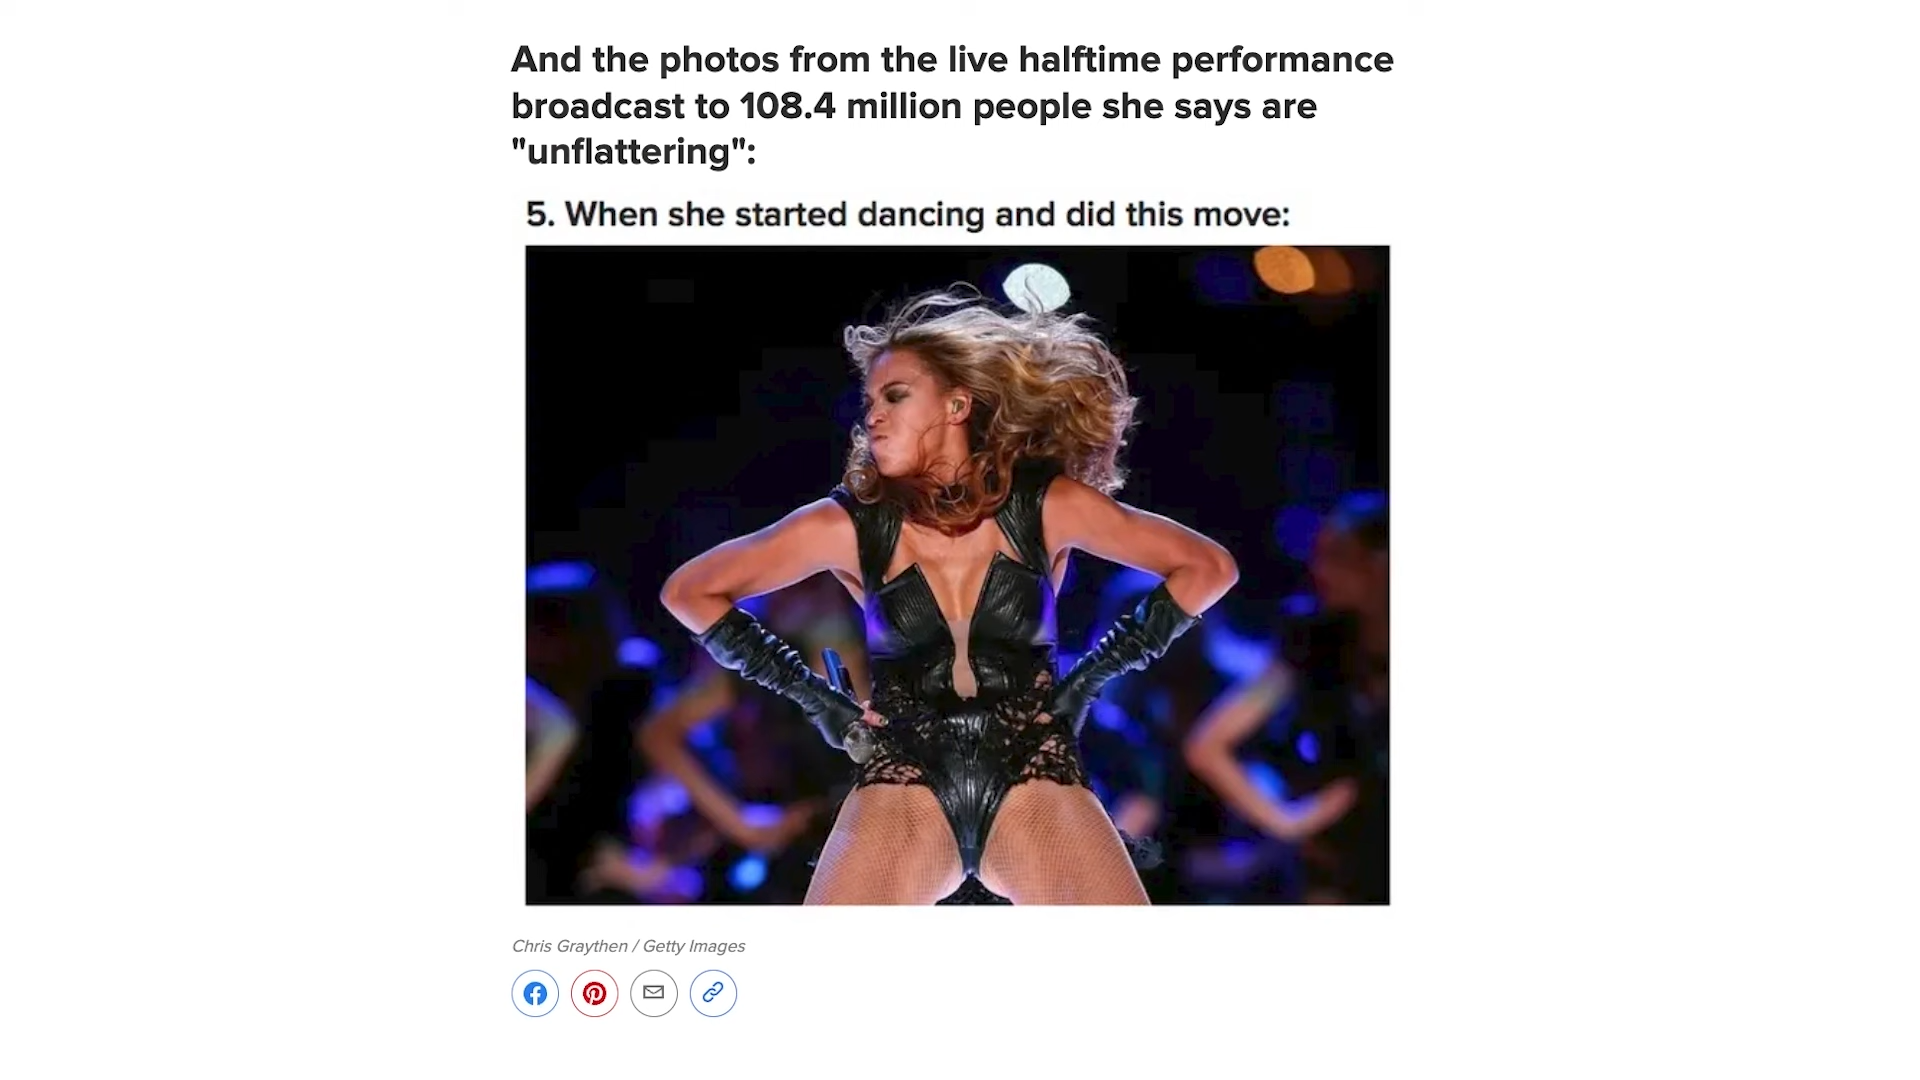 And the photos from the live halftime performance
broadcast to 108.4 million people she says are
"unflattering":
5. When she started dancing and did this move:
Chris Graythen / Getty Images